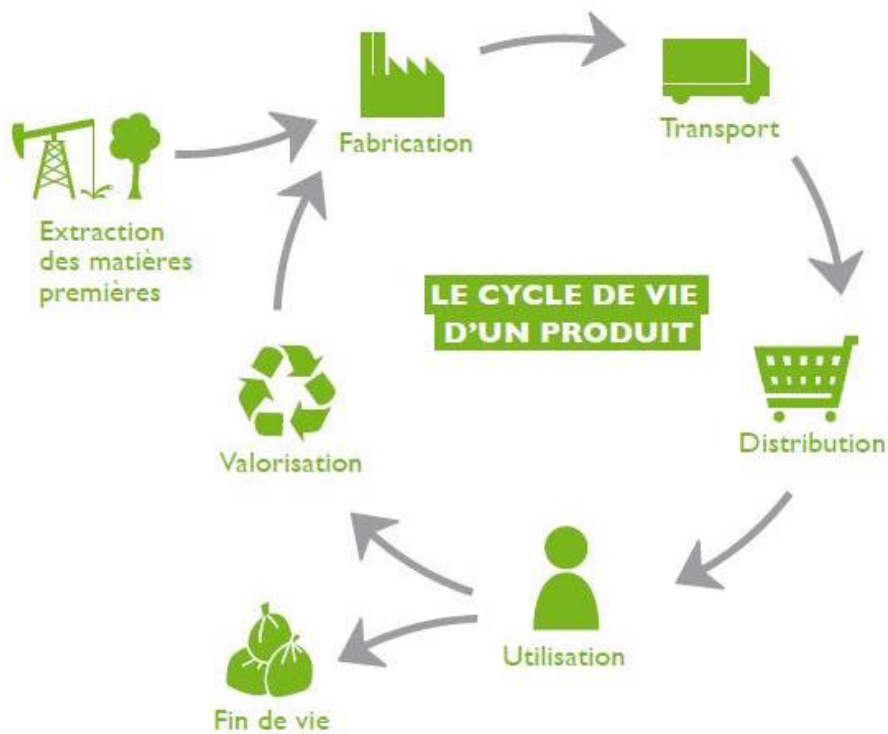 Fabrication
Transport
Extraction
des matières
premières
LE CYCLE DE VIE
D'UN PRODUIT
Distribution
Valorisation
Utilisation
Fin de vie